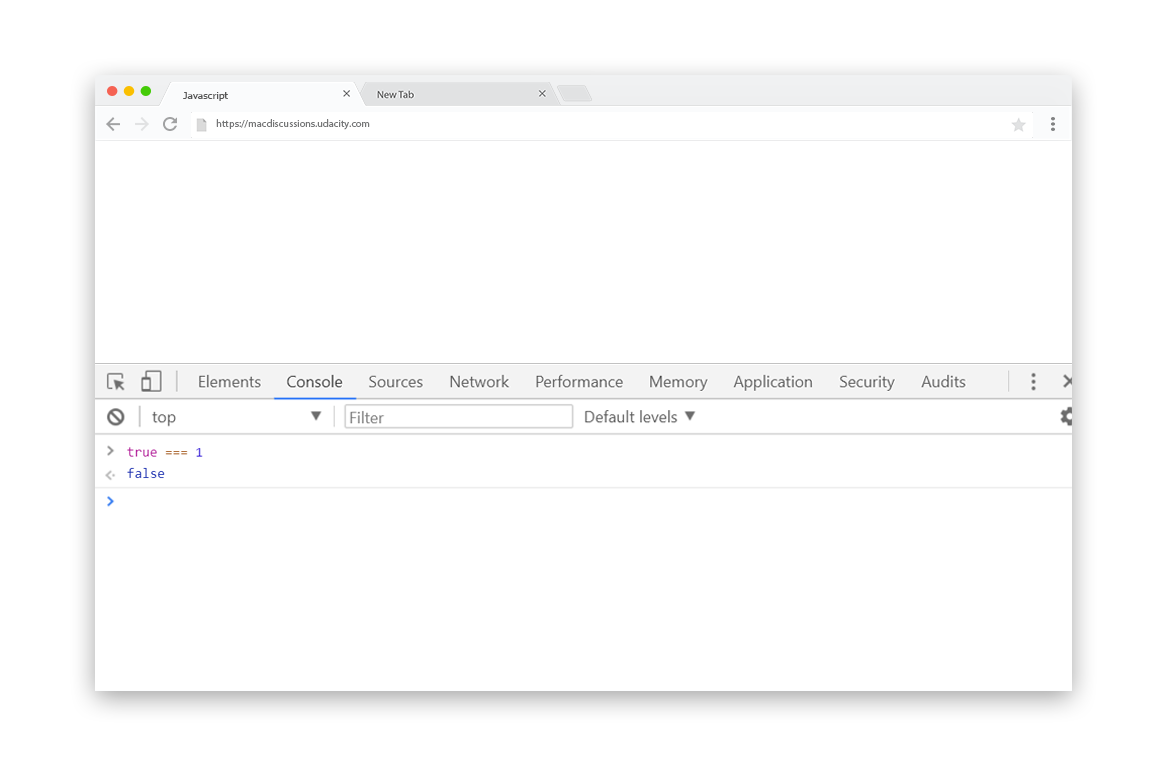 Javascript
New Tab
https://macdiscussions.udacity.com
Elements Console Sources Network Performance Memory Application Security Audits
top Filter Default levels
true === 1
false